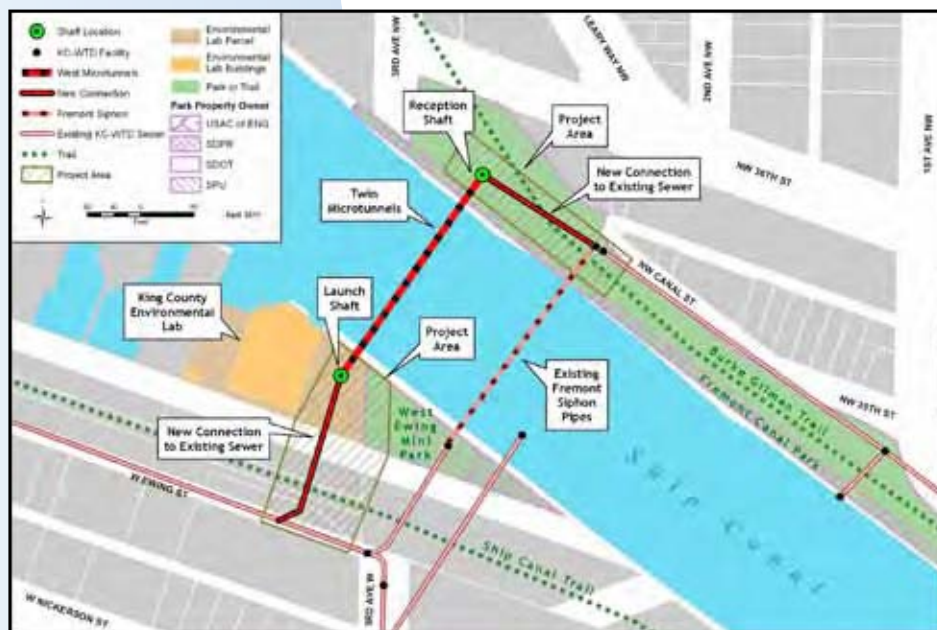 Shaft Location
KC-WTD Facility
West Microtunnels
New Connection
Fremont Siphon
Existing KC-WTD Sewer
Trail
Project Area
Environmental
Lab Parcel
Environmental
Lab Buildings
Park or Trail
Park Property Owner
USAC of ENG
SDPR
SDOT
SPU
Feet
April 2011
3RD AVE NW
LEARY WAY NW
2ND AVE NW
1ST AVE NW
NW 36TH ST
Reception
Shaft
Project
Area
New Connection
to Existing Sewer
Twin
Microtunnels
NW CANAL ST
King County
Environmental
Lab
Launch
Shaft
Project
Area
Existing
Fremont
Siphon
Pipes
Burke Gilman Trail
NW 35TH ST
Fremont Canal Park
New Connection
to Existing Sewer
West
Ewing Mini
Park
W EWING ST
Ship Canal
Ship Canal Trail
3RD AVE W
W NICKERSON ST